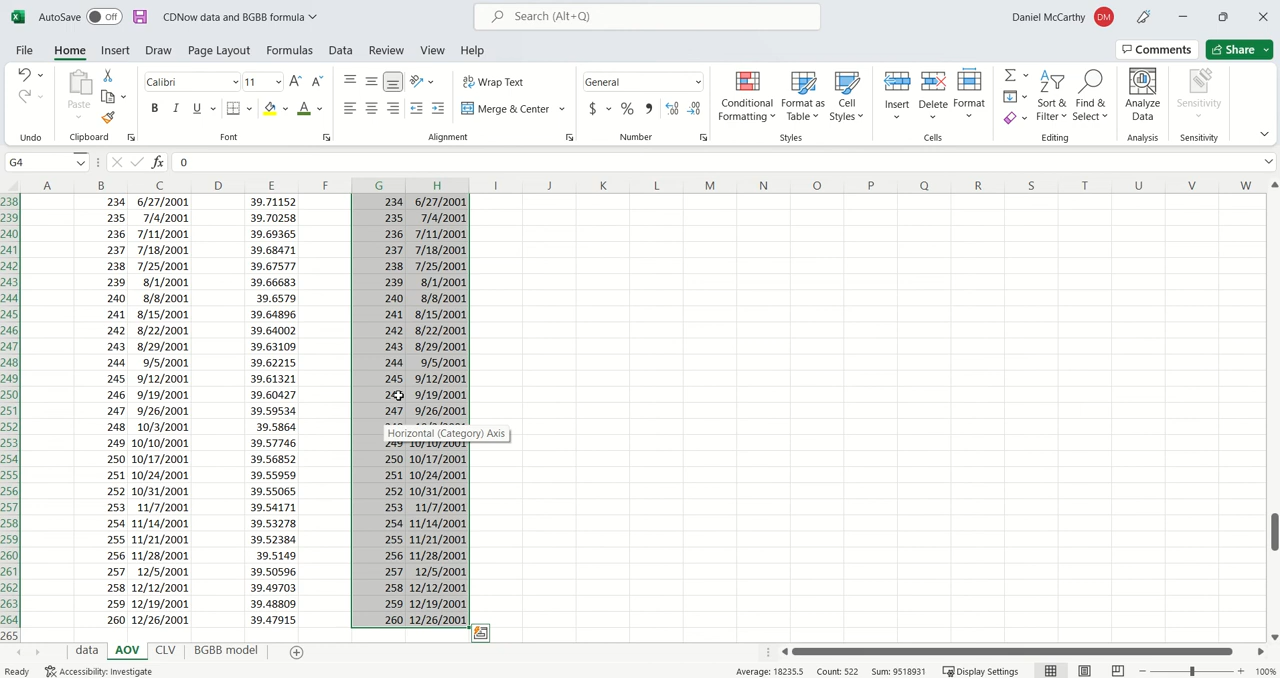 AutoSave Off CDNow data and BGBB formula Search (Alt+Q) Daniel McCarthy DM
File Home Insert Draw Page Layout Formulas Data Review View Help Comments Share
Calibri 11 Wrap Text General
Paste Merge & Center $ % Conditional Formatting Format as Table Cell Styles Insert Delete Format Sort & Filter Find & Select Analyze Data Sensitivity
Undo Clipboard Font Alignment Number Styles Cells Editing Analysis Sensitivity
G4 fx 0
A B C D E F G H I J K L M N O P Q R S T U V W
238 234 6/27/2001 39.71152 234 6/27/2001
239 235 7/4/2001 39.70258 235 7/4/2001
240 236 7/11/2001 39.69365 236 7/11/2001
241 237 7/18/2001 39.68471 237 7/18/2001
242 238 7/25/2001 39.67577 238 7/25/2001
243 239 8/1/2001 39.66683 239 8/1/2001
244 240 8/8/2001 39.6579 240 8/8/2001
245 241 8/15/2001 39.64896 241 8/15/2001
246 242 8/22/2001 39.64002 242 8/22/2001
247 243 8/29/2001 39.63109 243 8/29/2001
248 244 9/5/2001 39.62215 244 9/5/2001
249 245 9/12/2001 39.61321 245 9/12/2001
250 246 9/19/2001 39.60427 9/19/2001
251 247 9/26/2001 39.59534 247 9/26/2001
252 248 10/3/2001 39.5864
Horizontal (Category) Axis
253 249 10/10/2001 39.57746 249 10/10/2001
254 250 10/17/2001 39.56852 250 10/17/2001
255 251 10/24/2001 39.55959 251 10/24/2001
256 252 10/31/2001 39.55065 252 10/31/2001
257 253 11/7/2001 39.54171 253 11/7/2001
258 254 11/14/2001 39.53278 254 11/14/2001
259 255 11/21/2001 39.52384 255 11/21/2001
260 256 11/28/2001 39.5149 256 11/28/2001
261 257 12/5/2001 39.50596 257 12/5/2001
262 258 12/12/2001 39.49703 258 12/12/2001
263 259 12/19/2001 39.48809 259 12/19/2001
264 260 12/26/2001 39.47915 260 12/26/2001
265
data AOV CLV BGBB model
Ready Accessibility: Investigate Average: 18235.5 Count: 522 Sum: 9518931 Display Settings 100%